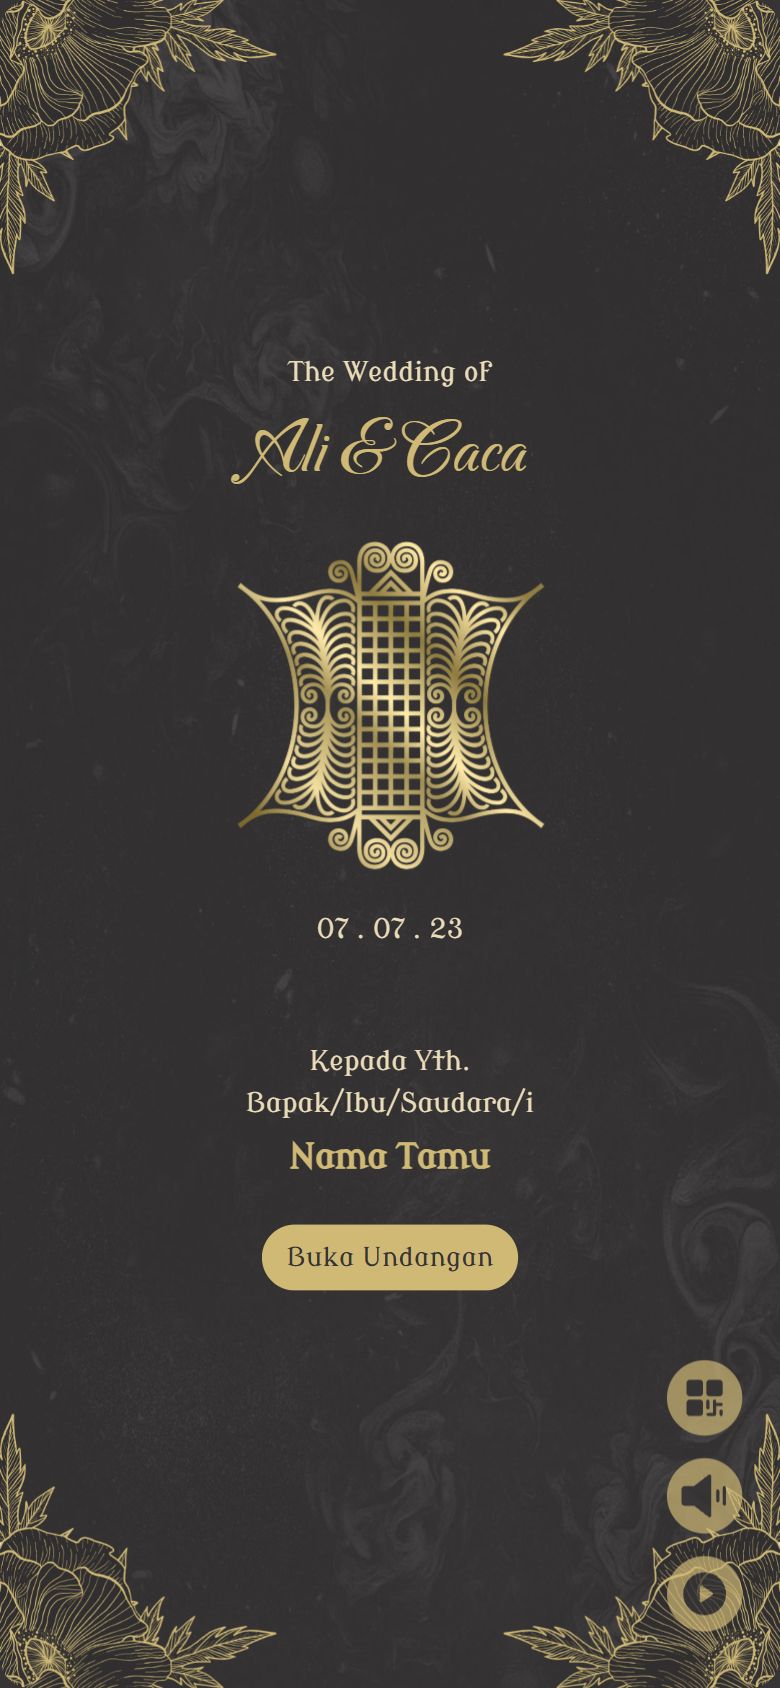 The Wedding of
Ali & Caca
07 . 07 . 23
Kepada Yth.
Bapak/Ibu/Saudara/i
Nama Tamu
Buka Undangan